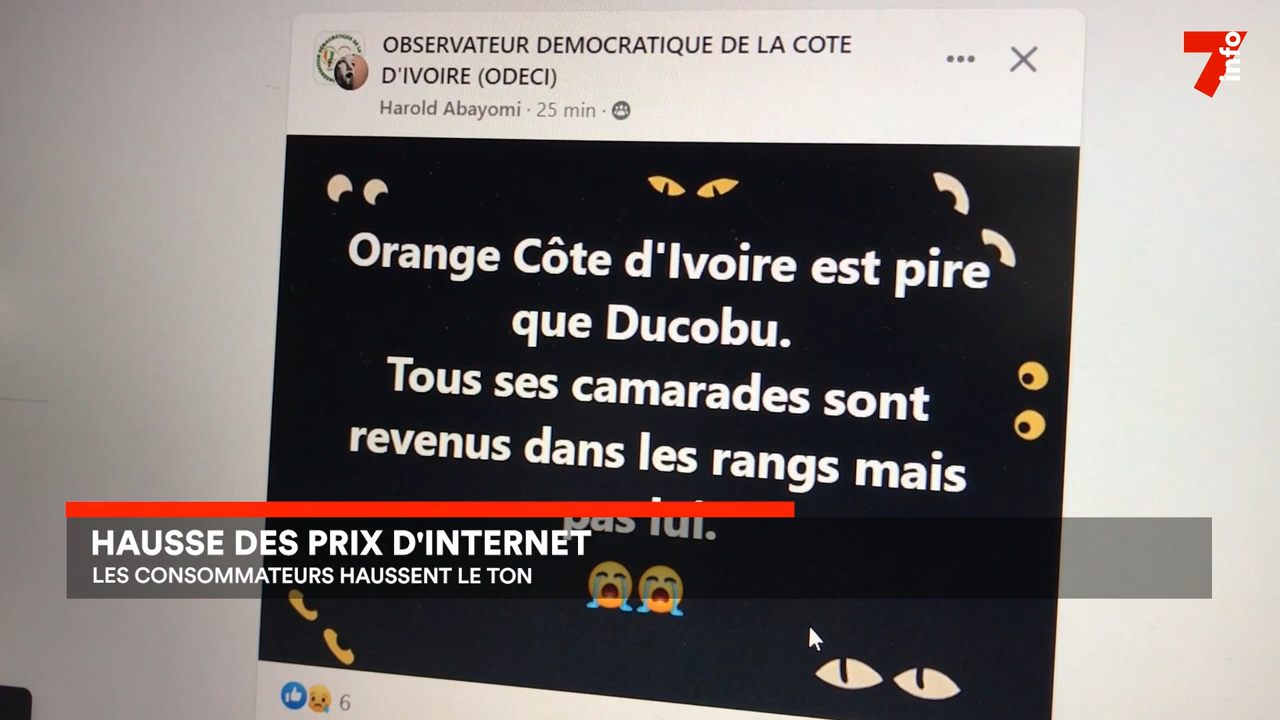 OBSERVATEUR DEMOCRATIQUE DE LA COTE
D'IVOIRE (ODECI)
Harold Abayomi · 25 min ·
7 info
Orange Côte d'Ivoire est pire
que Ducobu.
Tous ses camarades sont
revenus dans les rangs mais
pas lui.
HAUSSE DES PRIX D'INTERNET
LES CONSOMMATEURS HAUSSENT LE TON
6